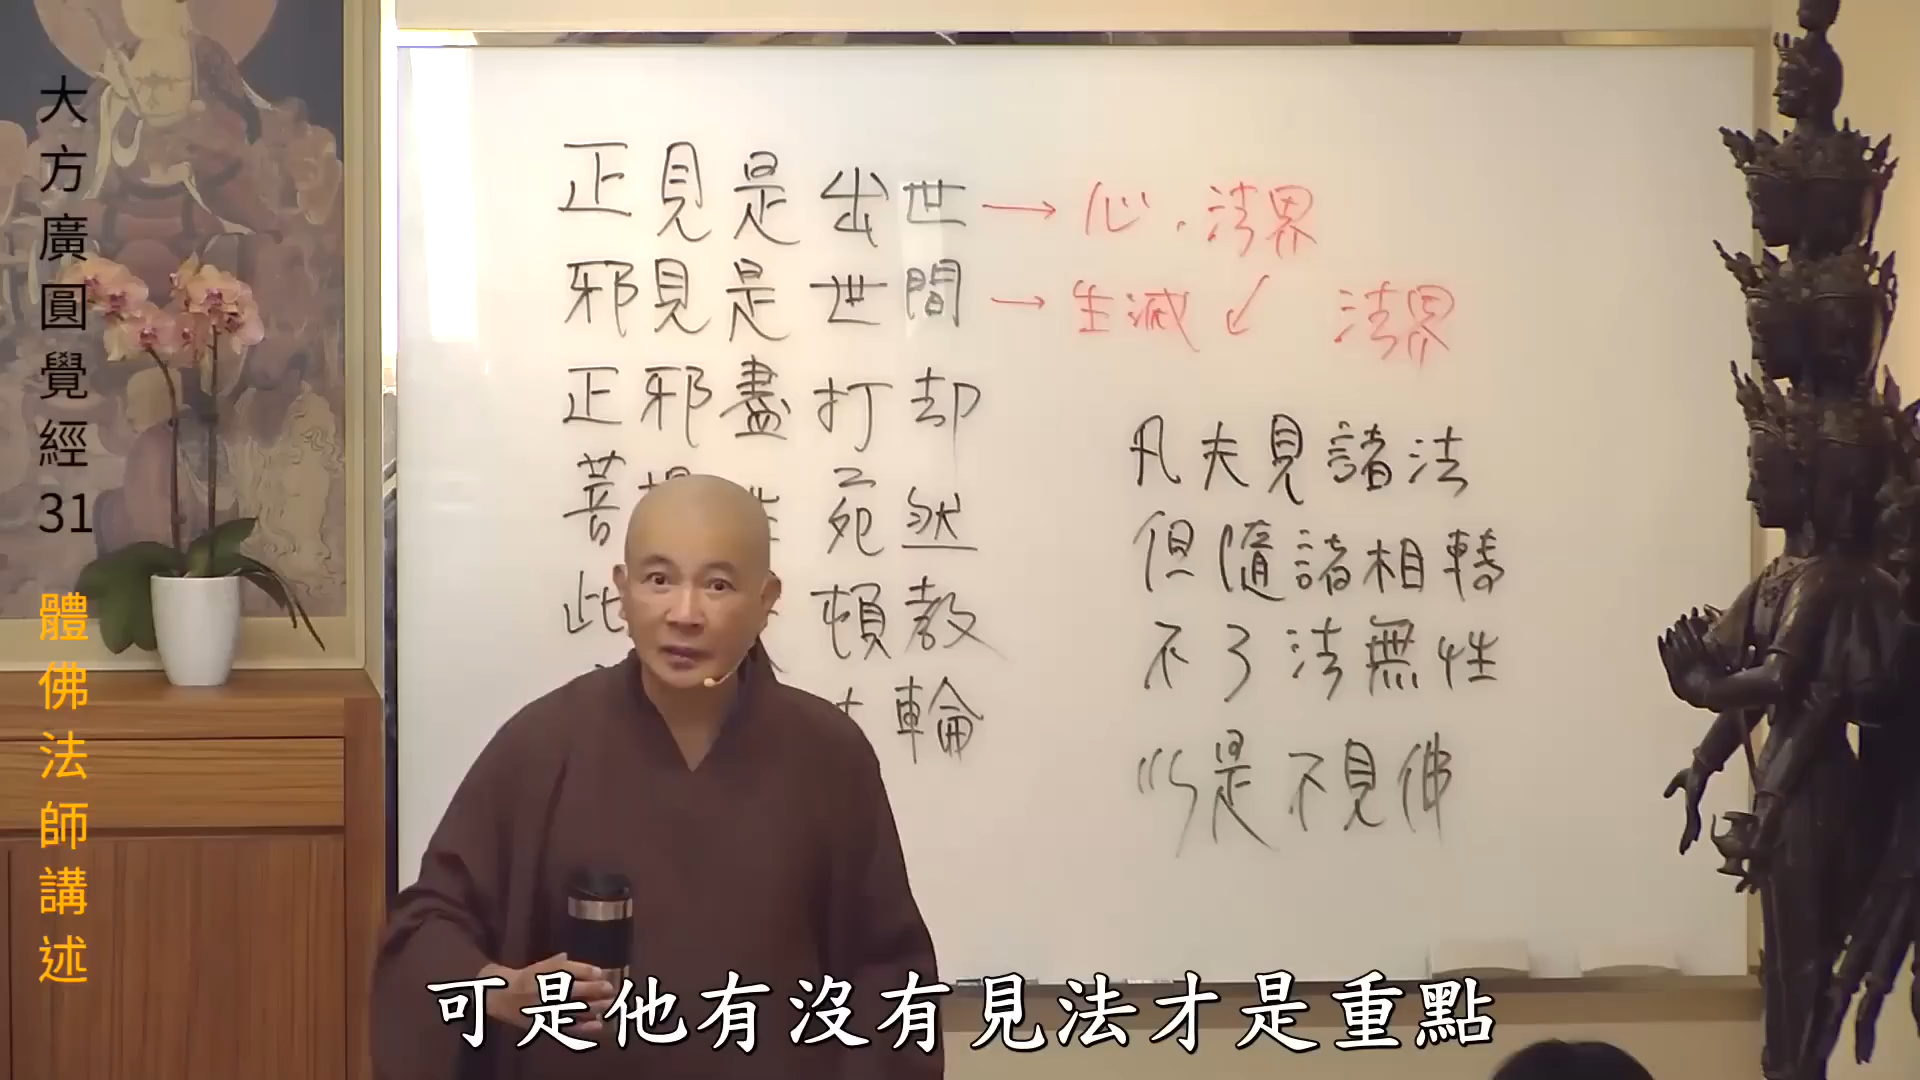 大方廣圓覺經31 體佛法師講述
正見是出世 → 心.法界
邪見是世間 → 生滅 ↙ 法界
正邪盡打却
菩提 宛然
此 頓教
輪
凡夫見諸法
但隨諸相轉
不了法無性
以是不見佛
可是他有沒有見法才是重點